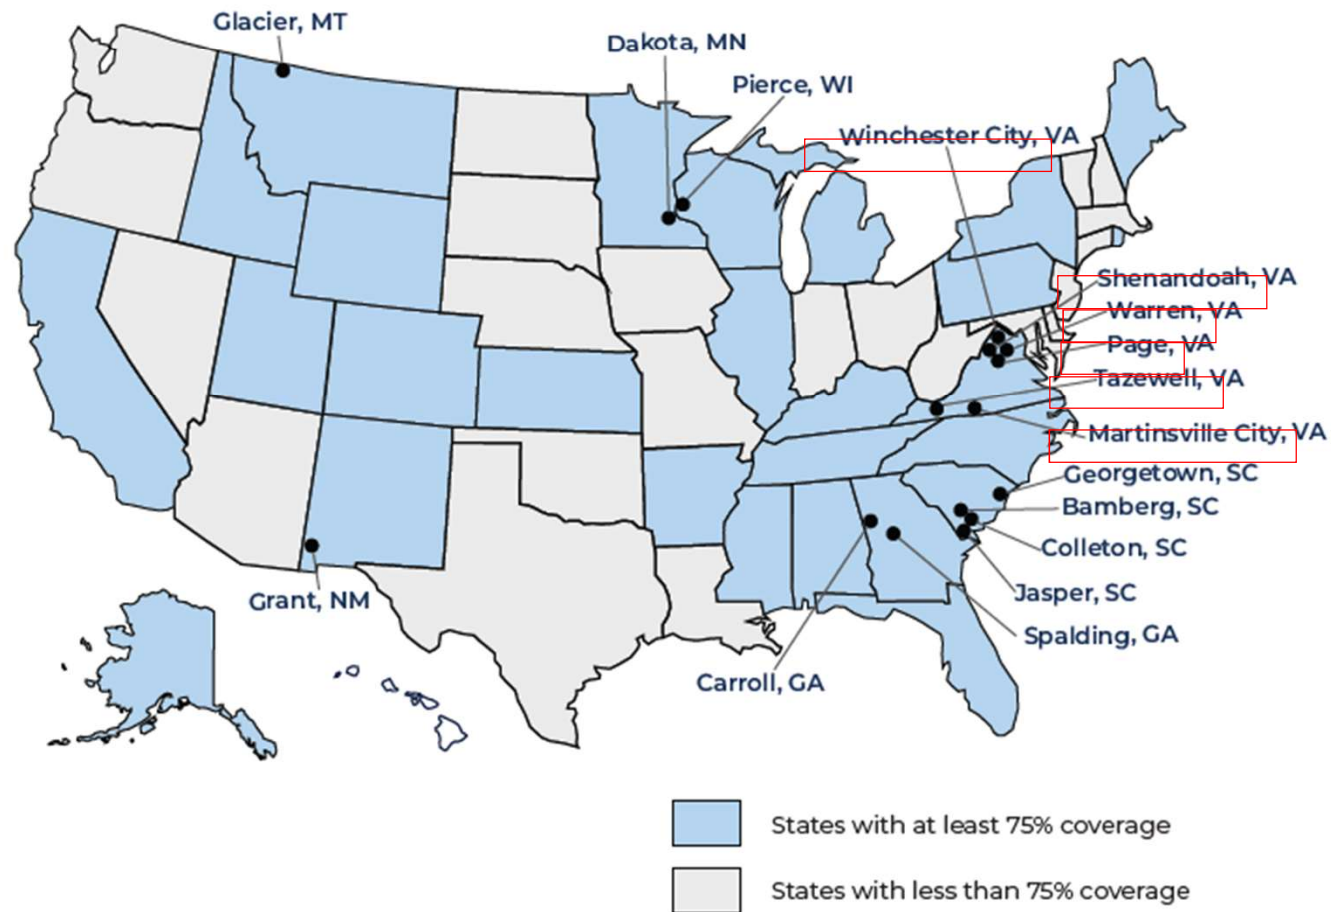 Glacier, MT
Dakota, MN
Pierce, WI
Winchester City, VA
Shenandoah, VA
Warren, VA
Page, VA
Tazewell, VA
Martinsville City, VA
Georgetown, SC
Bamberg, SC
Colleton, SC
Jasper, SC
Grant, NM
Spalding, GA
Carroll, GA
States with at least 75% coverage
States with less than 75% coverage